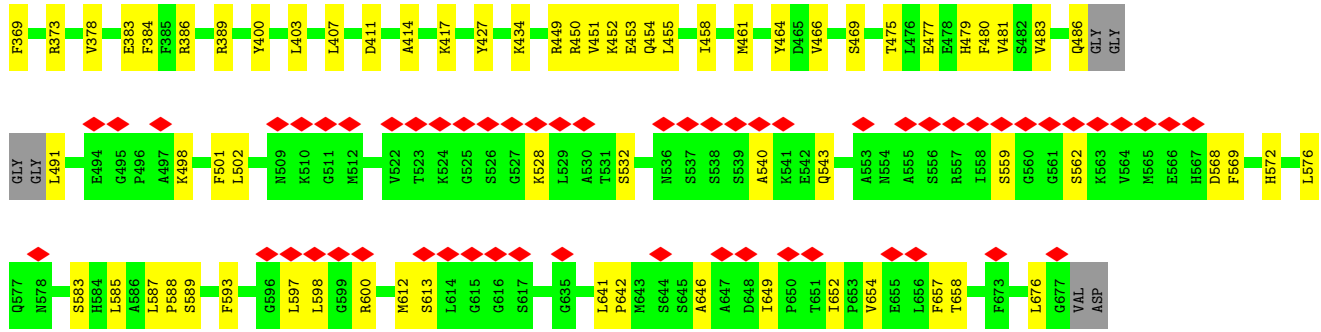 F369 R373 V378 E383 F384 F385 R386 R389 Y400 L403 L407 D411 A414 K417 Y427 K434 R449 R450 V451 K452 E453 Q454 L455 I458 M461 Y464 D465 V466 S469 T475 L476 E477 E478 H479 F480 V481 S482 V483 Q486 GLY GLY
GLY GLY L491 E494 G495 P496 A497 K498 F501 L502 N509 K510 G511 M512 V522 T523 K524 G525 S526 G527 K528 L529 A530 T531 S532 N536 S537 S538 S539 A540 K541 E542 Q543 A553 N554 A555 S556 R557 I558 S559 G560 G561 S562 K563 V564 M565 E566 H567 D568 F569 H572 L576
Q577 N578 S583 H584 L585 A586 L587 P588 S589 F593 G596 L597 L598 G599 R600 M612 S613 L614 G615 G616 S617 G635 L641 P642 M643 S644 S645 A646 A647 D648 I649 P650 T651 I652 P653 V654 E655 L656 F657 T658 F673 L676 G677 VAL ASP